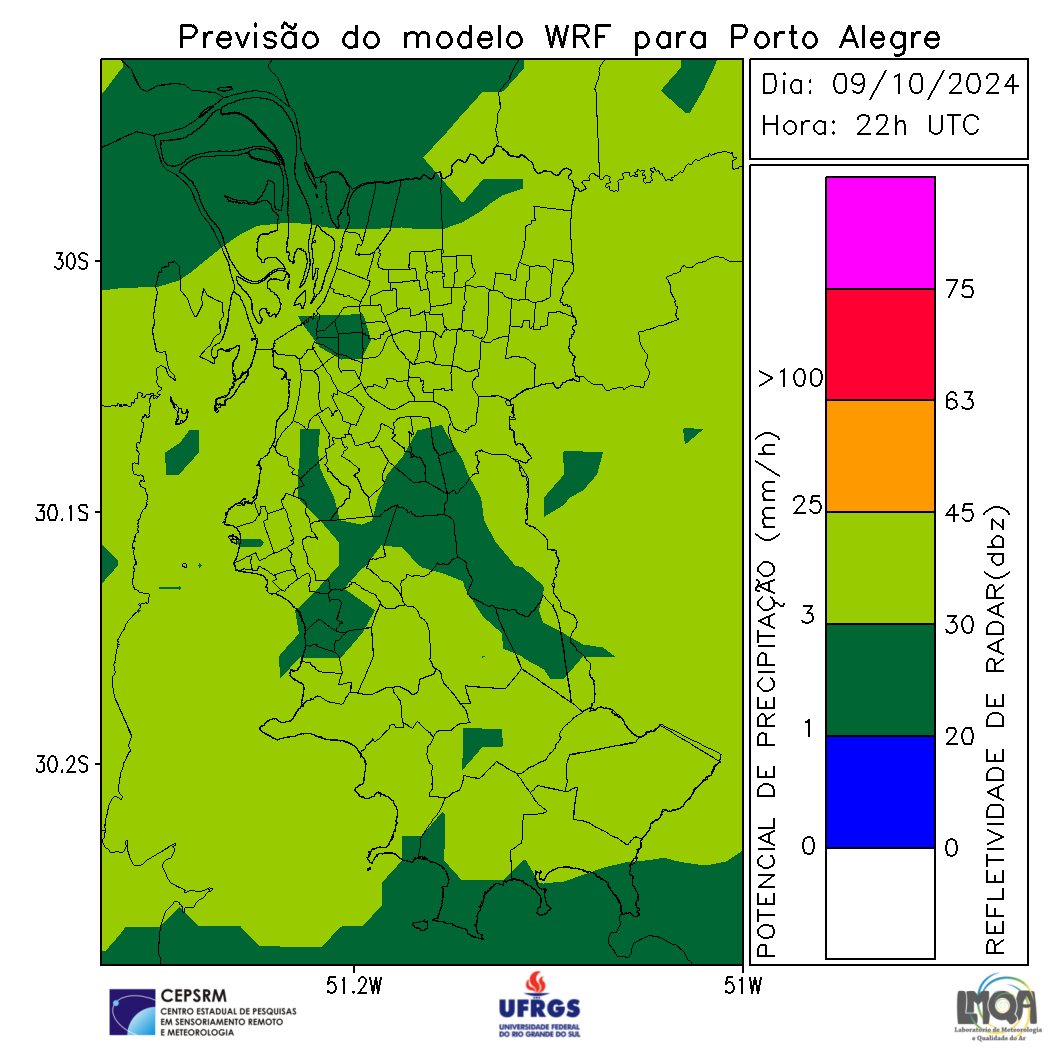 Previsão do modelo WRF para Porto Alegre
Dia: 09/10/2024
Hora: 22h UTC
30S
30.1S
30.2S
51.2W
51W
POTENCIAL DE PRECIPITAÇÃO (mm/h)
>100
25
3
1
0
75
63
45
30
20
0
REFLETIVIDADE DE RADAR(dbz)
CEPSRM
CENTRO ESTADUAL DE PESQUISAS
EM SENSORIAMENTO REMOTO
E METEOROLOGIA
UFRGS
UNIVERSIDADE FEDERAL
DO RIO GRANDE DO SUL
LMQA
Laboratório de Meteorologia
e Qualidade do Ar